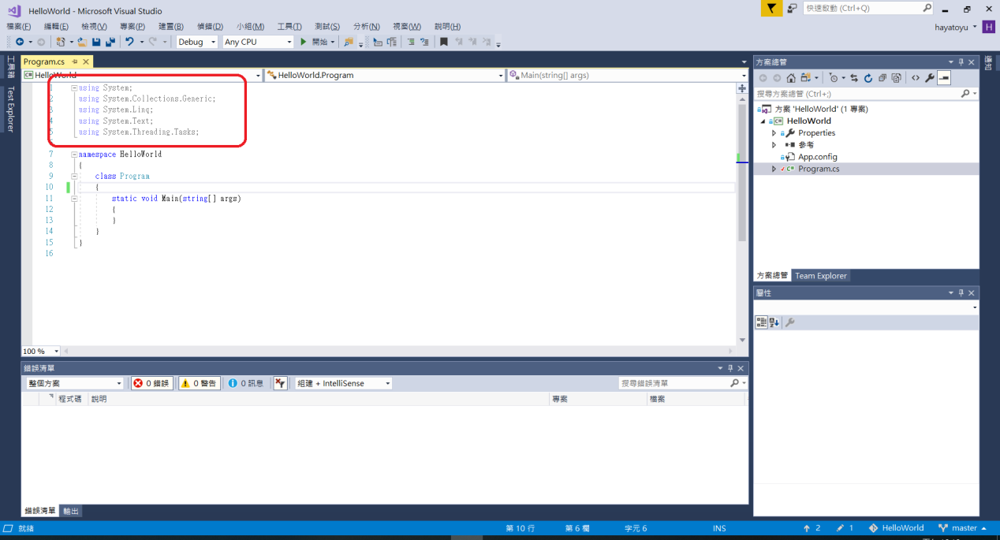 HelloWorld - Microsoft Visual Studio
快速啟動 (Ctrl+Q)
檔案(F) 編輯(E) 檢視(V) 專案(P) 建置(B) 偵錯(D) 小組(M) 工具(T) 測試(S) 分析(N) 視窗(W) 說明(H)
hayatoyu H
Debug Any CPU 開始
工具箱
Test Explorer
Program.cs
HelloWorld HelloWorld.Program Main(string[] args)
1 using System;
2 using System.Collections.Generic;
3 using System.Linq;
4 using System.Text;
5 using System.Threading.Tasks;
7 namespace HelloWorld
8 {
9 class Program
10 {
11 static void Main(string[] args)
12 {
13 }
14 }
15 }
16
100 %
方案總管
搜尋方案總管 (Ctrl+;)
方案 'HelloWorld' (1 專案)
HelloWorld
Properties
參考
App.config
Program.cs
方案總管 Team Explorer
屬性
通知
錯誤清單
整個方案 0 錯誤 0 警告 0 訊息 組建 + IntelliSense 搜尋錯誤清單
程式碼 說明 專案 檔案
錯誤清單 輸出
就緒 第 10 行 第 6 欄 字元 6 INS 2 1 HelloWorld master